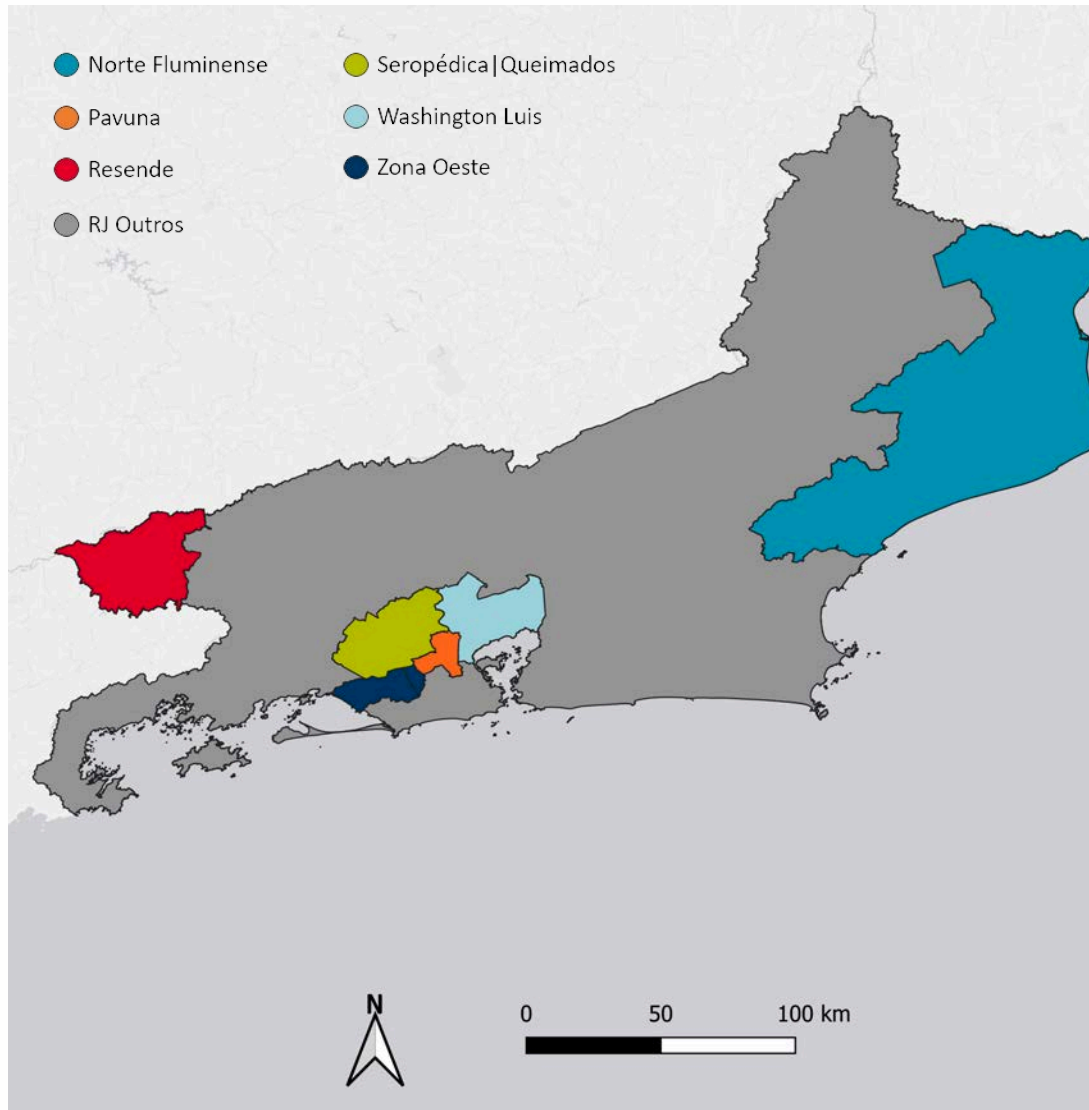 Norte Fluminense
Pavuna
Resende
RJ Outros
Seropédica|Queimados
Washington Luis
Zona Oeste
N
0 50 100 km